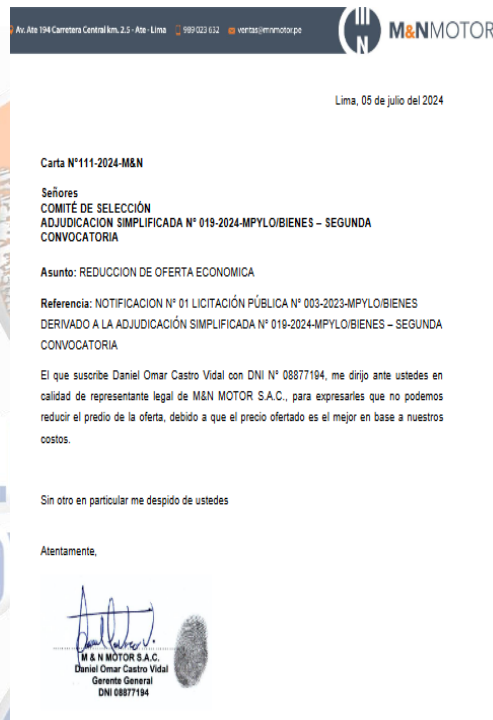 Av. Ate 194 Carretera Central km. 2.5 - Ate - Lima 989 023 632 ventas@mnmotor.pe
M&NMOTOR
Lima, 05 de julio del 2024
Carta N°111-2024-M&N
Señores
COMITÉ DE SELECCIÓN
ADJUDICACION SIMPLIFICADA N° 019-2024-MPYLO/BIENES – SEGUNDA
CONVOCATORIA
Asunto: REDUCCION DE OFERTA ECONOMICA
Referencia: NOTIFICACION N° 01 LICITACIÓN PÚBLICA N° 003-2023-MPYLO/BIENES
DERIVADO A LA ADJUDICACIÓN SIMPLIFICADA N° 019-2024-MPYLO/BIENES – SEGUNDA
CONVOCATORIA
El que suscribe Daniel Omar Castro Vidal con DNI N° 08877194, me dirijo ante ustedes en
calidad de representante legal de M&N MOTOR S.A.C., para expresarles que no podemos
reducir el predio de la oferta, debido a que el precio ofertado es el mejor en base a nuestros
costos.
Sin otro en particular me despido de ustedes
Atentamente,
M & N MOTOR S.A.C.
Daniel Omar Castro Vidal
Gerente General
DNI 08877194